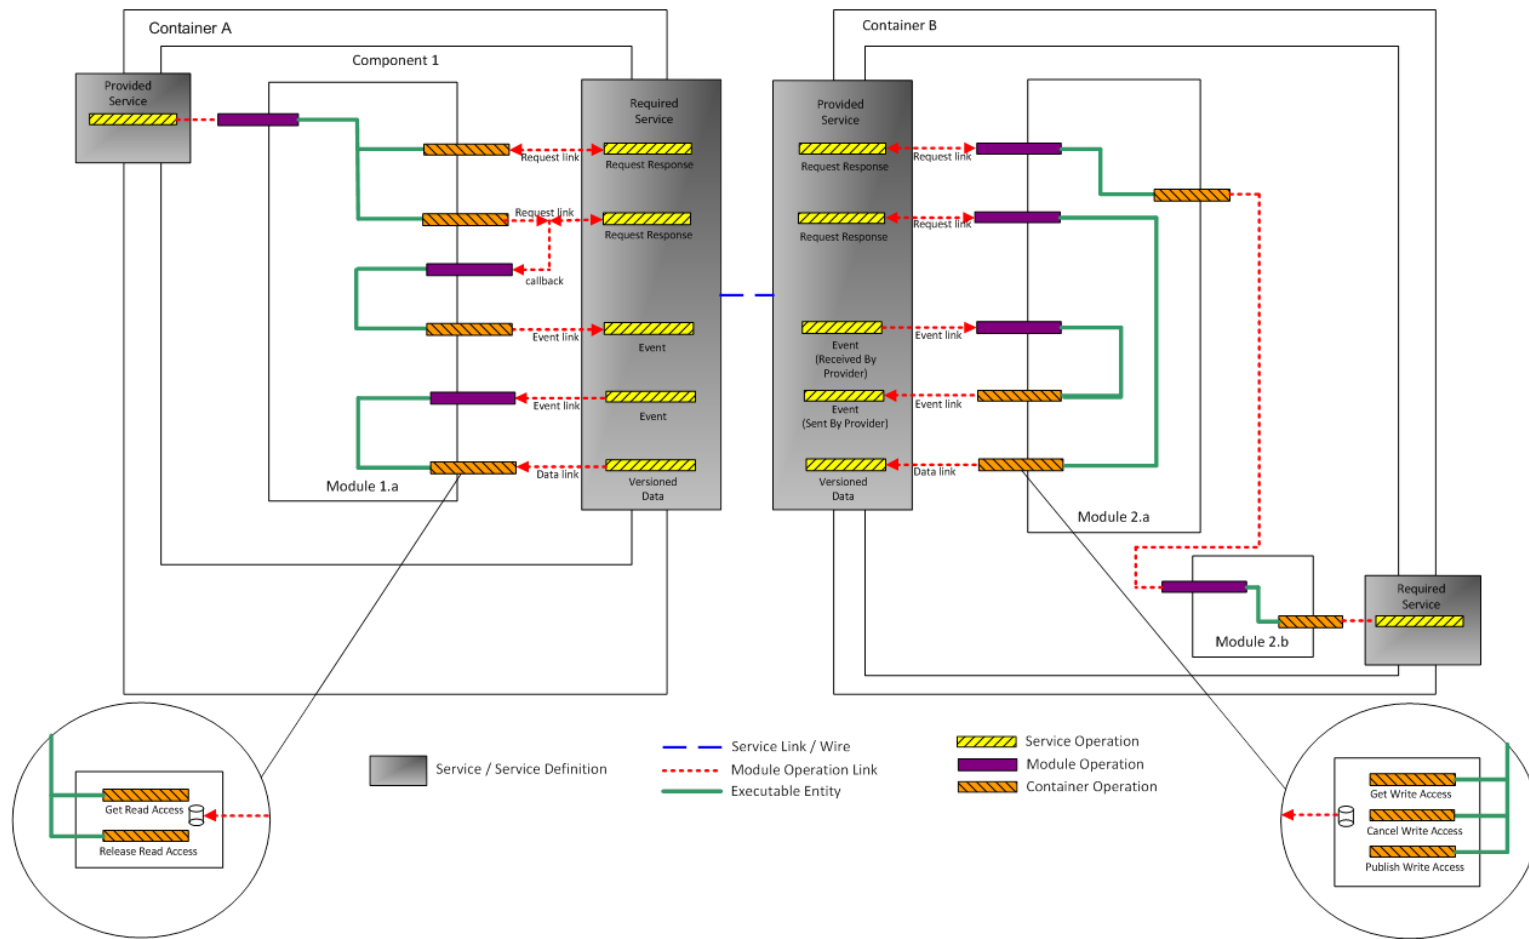 Container A
Component 1
Provided
Service
Required
Service
Request link
Request Response
Request link
Request Response
callback
Event link
Event
Event link
Event
Data link
Versioned
Data
Module 1.a
Container B
Provided
Service
Request link
Request Response
Request link
Request Response
Event link
Event
(Received By
Provider)
Event link
Event
(Sent By Provider)
Data link
Versioned
Data
Module 2.a
Required
Service
Module 2.b
Get Read Access
Release Read Access
Service / Service Definition
Service Link / Wire
Module Operation Link
Executable Entity
Service Operation
Module Operation
Container Operation
Get Write Access
Cancel Write Access
Publish Write Access